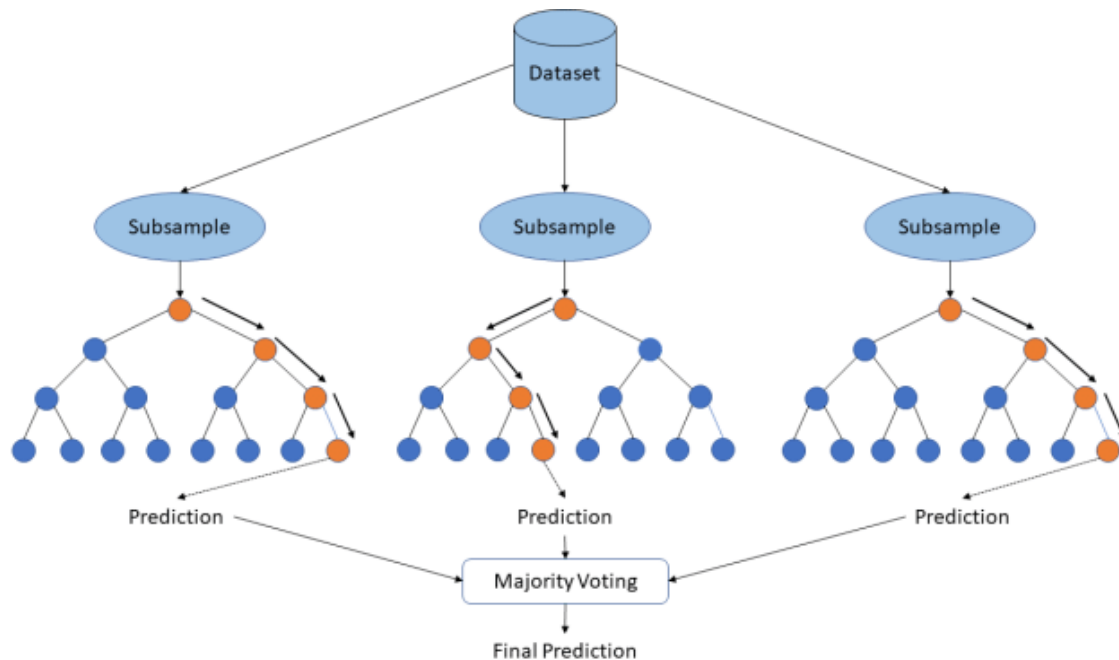 Dataset
Subsample
Subsample
Subsample
Prediction
Prediction
Prediction
Majority Voting
Final Prediction